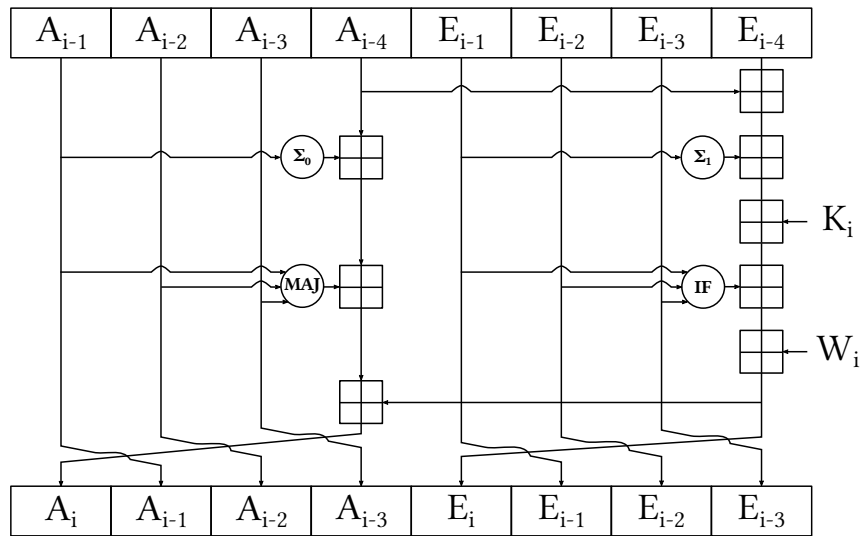 A_{i-1} A_{i-2} A_{i-3} A_{i-4} E_{i-1} E_{i-2} E_{i-3} E_{i-4}
Σ₀ Σ₁
K_i
MAJ IF
W_i
A_i A_{i-1} A_{i-2} A_{i-3} E_i E_{i-1} E_{i-2} E_{i-3}